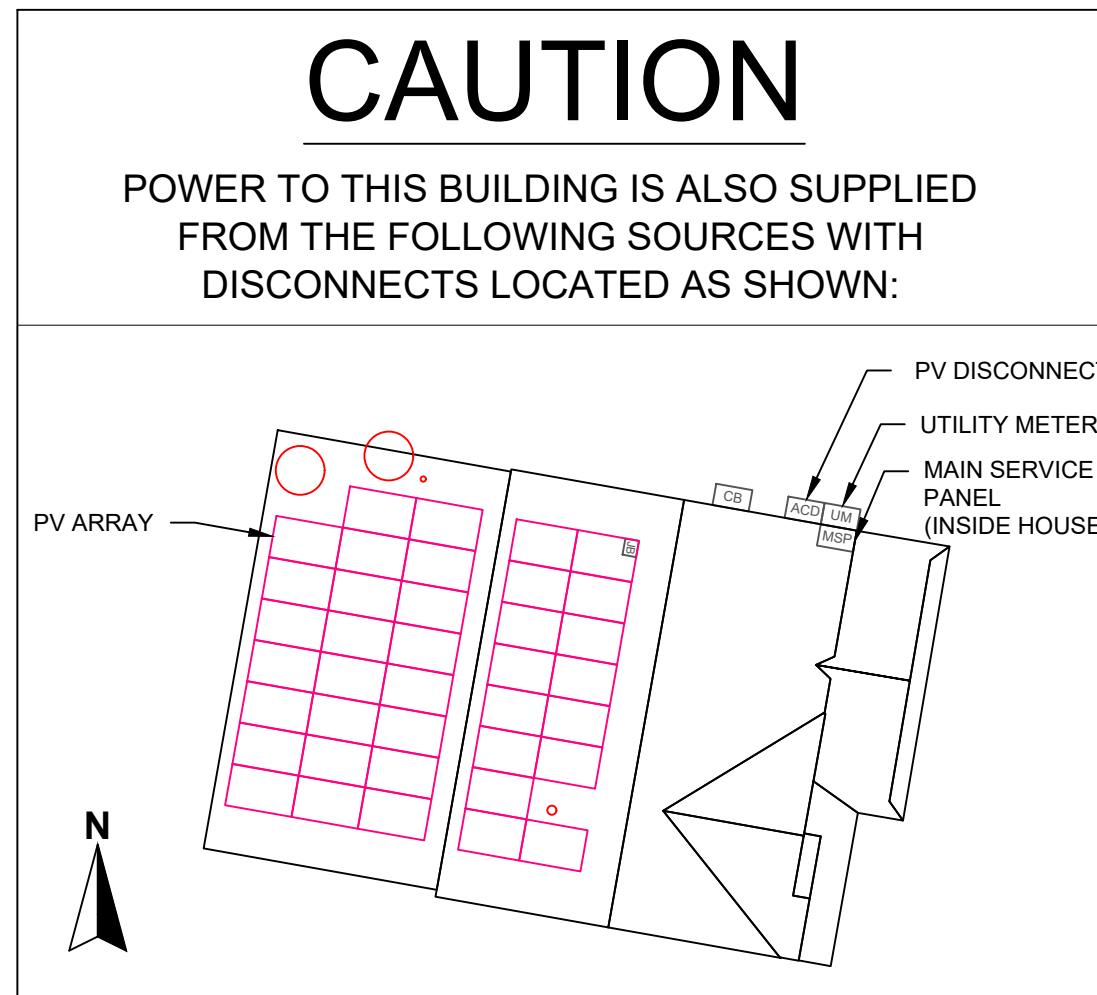 CAUTION
POWER TO THIS BUILDING IS ALSO SUPPLIED
FROM THE FOLLOWING SOURCES WITH
DISCONNECTS LOCATED AS SHOWN:
PV DISCONNECT
UTILITY METER
MAIN SERVICE
PANEL
(INSIDE HOUSE
CB
ACD
UM
MSP
PV ARRAY
JB
N